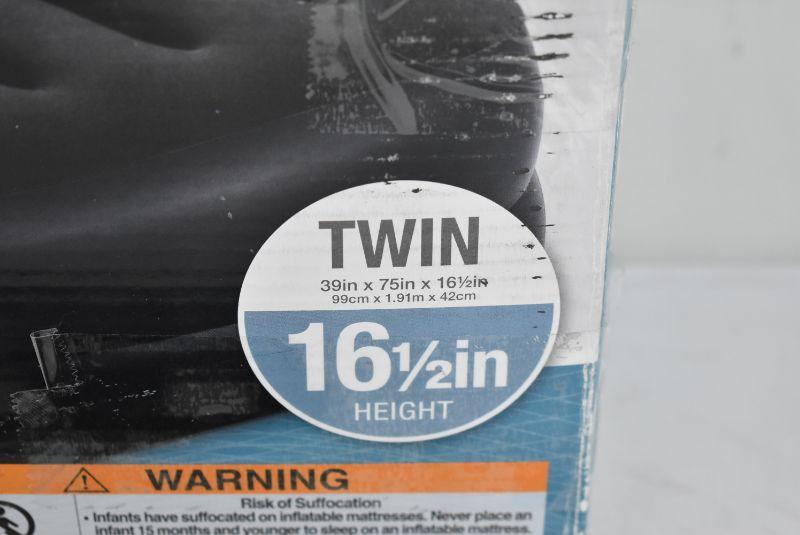 TWIN
39in x 75in x 16½in
99cm x 1.91m x 42cm
16½in
HEIGHT
WARNING
Risk of Suffocation
• Infants have suffocated on inflatable mattresses. Never place an
infant 15 months and younger to sleep on an inflatable mattress.